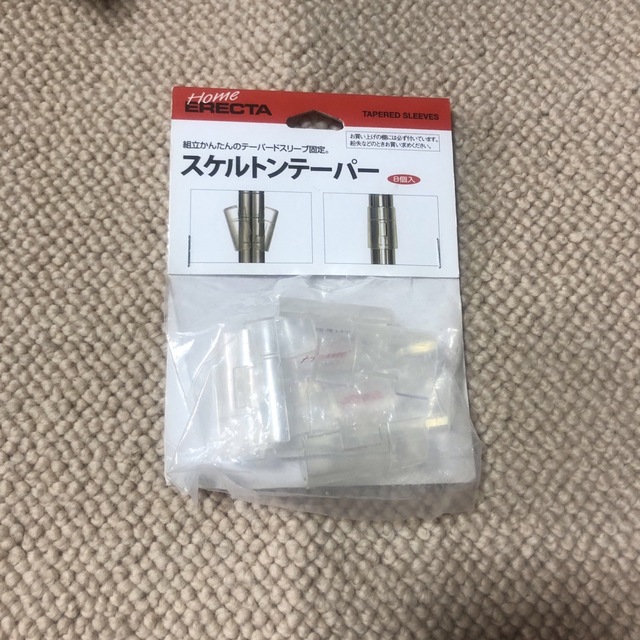 Home
ERECTA
TAPERED SLEEVES
組立かんたんのテーパードスリーブ固定。
お買い上げの棚には必ず付いています。
紛失などのときお買い求めください。
スケルトンテーパー
8個入